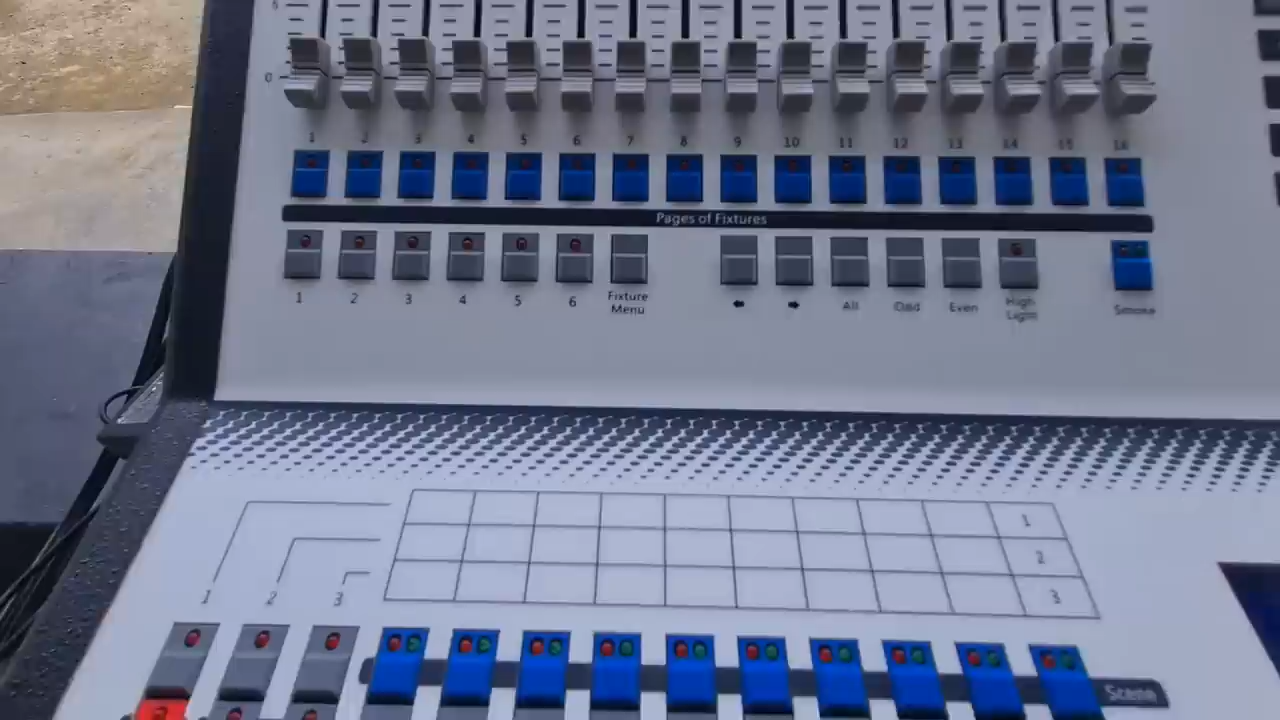 5
0
1 2 3 4 5 6 7 8 9 10 11 12 13 14 15 16
Pages of Fixtures
1 2 3 4 5 6 Fixture Menu All Odd Even High Light Smoke
1
2
3
1 2 3
Scene